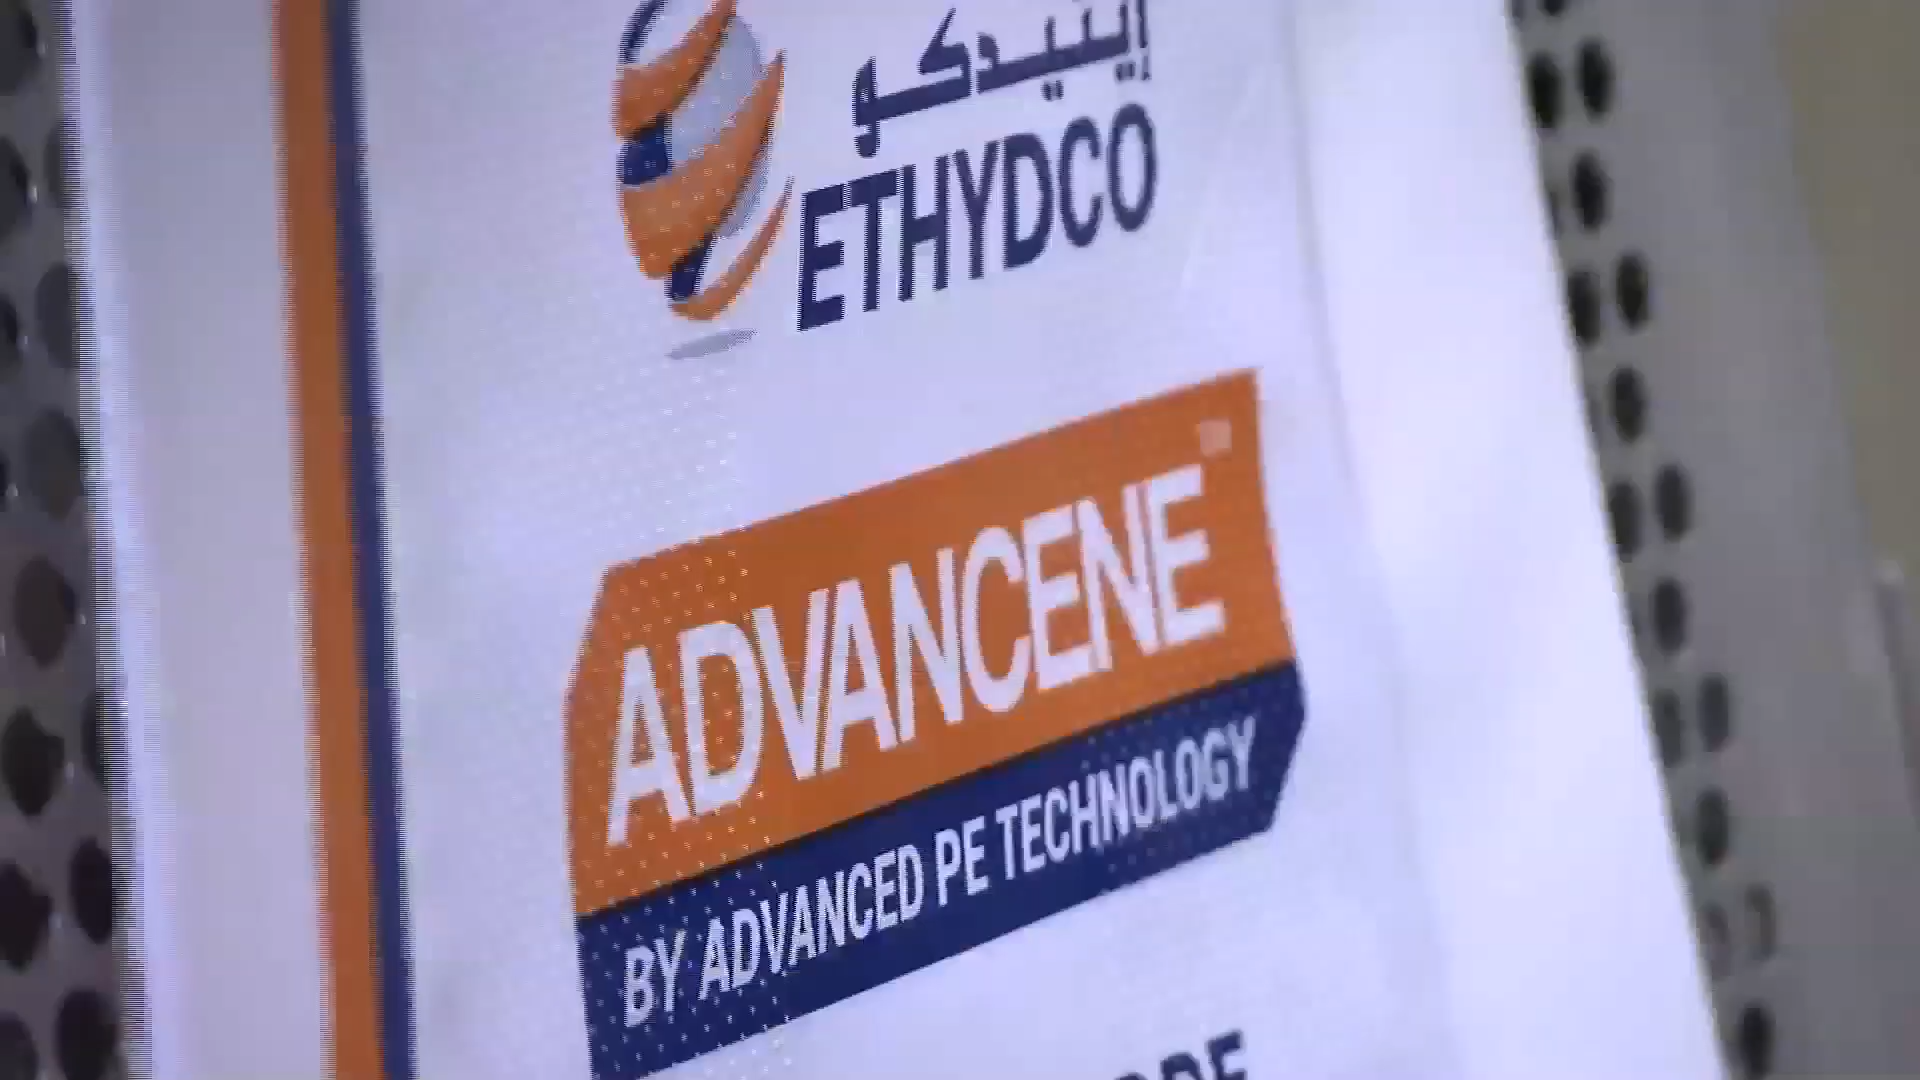 إيثيدكو
ETHYDCO
ADVANCENE
BY ADVANCED PE TECHNOLOGY